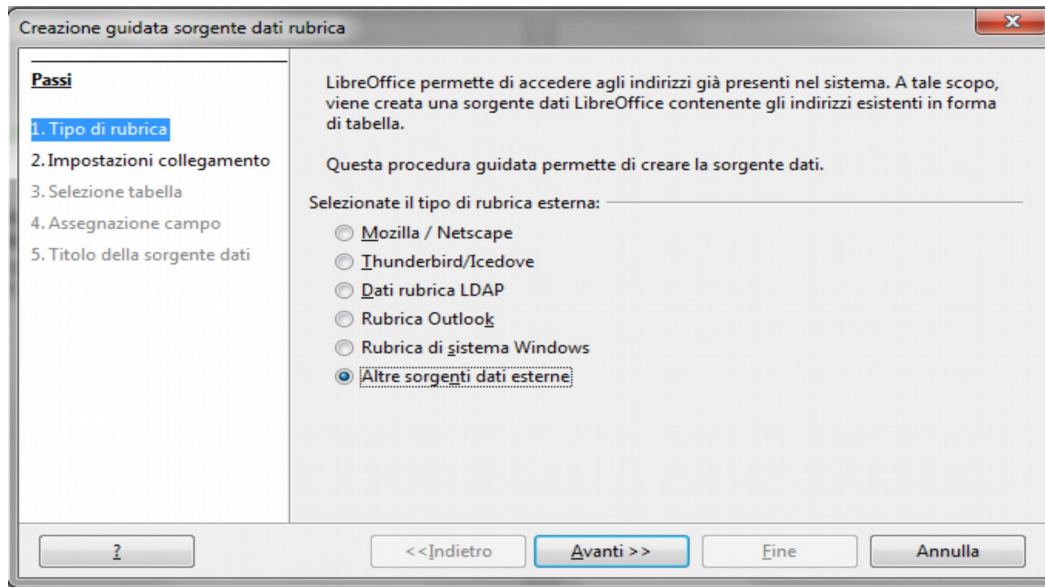 Creazione guidata sorgente dati rubrica
Passi
1. Tipo di rubrica
2. Impostazioni collegamento
3. Selezione tabella
4. Assegnazione campo
5. Titolo della sorgente dati
LibreOffice permette di accedere agli indirizzi già presenti nel sistema. A tale scopo,
viene creata una sorgente dati LibreOffice contenente gli indirizzi esistenti in forma
di tabella.
Questa procedura guidata permette di creare la sorgente dati.
Selezionate il tipo di rubrica esterna:
Mozilla / Netscape
Thunderbird/Icedove
Dati rubrica LDAP
Rubrica Outlook
Rubrica di sistema Windows
Altre sorgenti dati esterne
?
<<Indietro
Avanti >>
Fine
Annulla